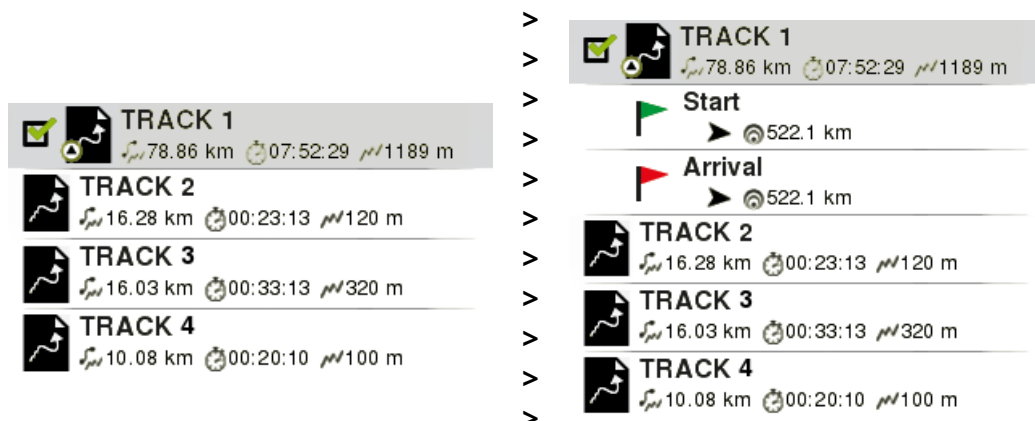 TRACK 1
78.86 km 07:52:29 1189 m
TRACK 2
16.28 km 00:23:13 120 m
TRACK 3
16.03 km 00:33:13 320 m
TRACK 4
10.08 km 00:20:10 100 m
>
>
>
>
>
>
>
>
>
>
>
TRACK 1
78.86 km 07:52:29 1189 m
Start
522.1 km
Arrival
522.1 km
TRACK 2
16.28 km 00:23:13 120 m
TRACK 3
16.03 km 00:33:13 320 m
TRACK 4
10.08 km 00:20:10 100 m